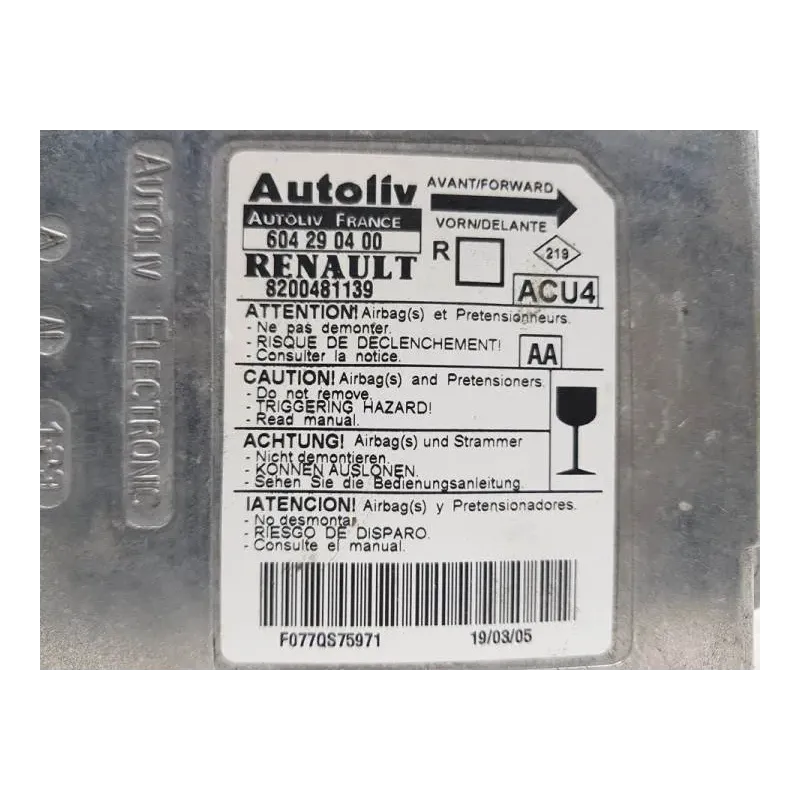 Autoliv
AUTOLIV FRANCE
604 29 04 00
RENAULT
8200481139
AVANT/FORWARD
VORN/DELANTE
R
219
ACU4
ATTENTION! Airbag(s) et Pretensionneurs.
- Ne pas demonter.
- RISQUE DE DECLENCHEMENT!
- Consulter la notice.
AA
CAUTION! Airbag(s) and Pretensioners.
- Do not remove.
- TRIGGERING HAZARD!
- Read manual.
ACHTUNG! Airbag(s) und Strammer
- Nicht demontieren.
- KONNEN AUSLONEN.
- Sehen Sie die Bedienungsanleitung.
!ATENCION! Airbag(s) y Pretensionadores.
- No desmontar.
- RIESGO DE DISPARO.
- Consulte el manual.
F077QS75971 19/03/05
AUTOLIV ELECTRONIC